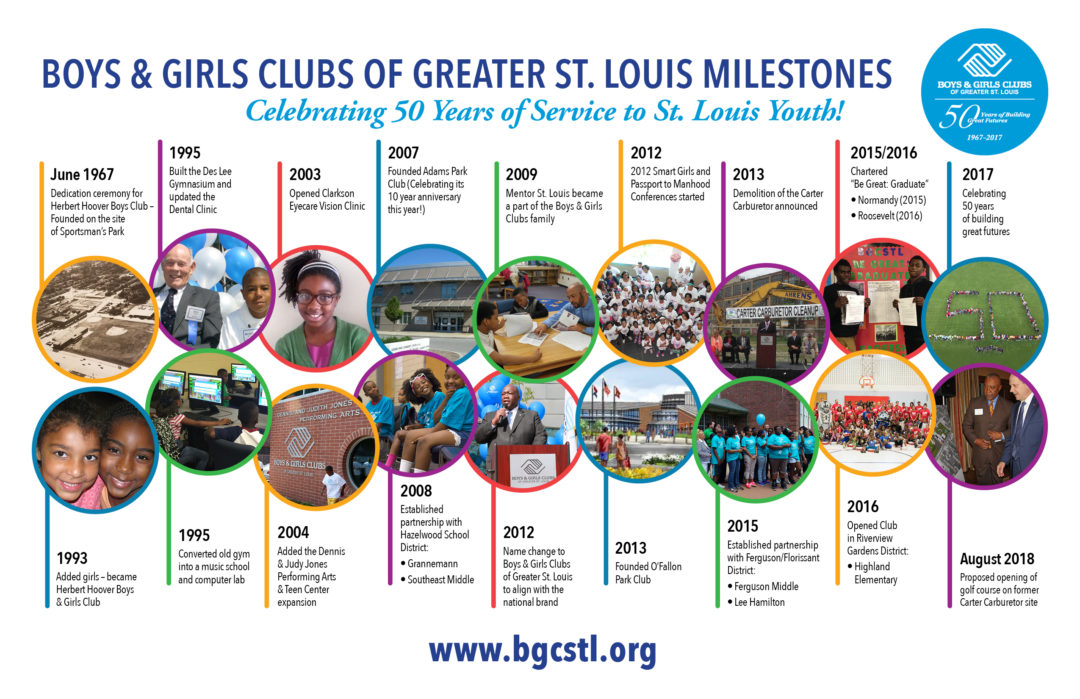 BOYS & GIRLS CLUBS OF GREATER ST. LOUIS MILESTONES
Celebrating 50 Years of Service to St. Louis Youth!
BOYS & GIRLS CLUBS
OF GREATER ST. LOUIS
50 Years of Building
Great Futures
1967-2017
June 1967
Dedication ceremony for
Herbert Hoover Boys Club –
Founded on the site
of Sportsman's Park
1995
Built the Des Lee
Gymnasium and
updated the
Dental Clinic
2003
Opened Clarkson
Eyecare Vision Clinic
2007
Founded Adams Park
Club (Celebrating its
10 year anniversary
this year!)
2009
Mentor St. Louis became
a part of the Boys & Girls
Clubs family
2012
2012 Smart Girls and
Passport to Manhood
Conferences started
2013
Demolition of the Carter
Carburetor announced
2015/2016
Chartered
"Be Great: Graduate"
• Normandy (2015)
• Roosevelt (2016)
2017
Celebrating
50 years
of building
great futures
AHRENS
CARTER CARBURETOR CLEANUP
BGCSTL
BE GREAT
GRADUATE
50
DENNIS AND JUDITH JONES
PERFORMING ARTS
BOYS & GIRLS CLUBS
BOYS & GIRLS CLUBS
1993
Added girls – became
Herbert Hoover Boys
& Girls Club
1995
Converted old gym
into a music school
and computer lab
2004
Added the Dennis
& Judy Jones
Performing Arts
& Teen Center
expansion
2008
Established
partnership with
Hazelwood School
District:
• Grannemann
• Southeast Middle
2012
Name change to
Boys & Girls Clubs
of Greater St. Louis
to align with the
national brand
2013
Founded O'Fallon
Park Club
2015
Established partnership
with Ferguson/Florissant
District:
• Ferguson Middle
• Lee Hamilton
2016
Opened Club
in Riverview
Gardens District:
• Highland
Elementary
August 2018
Proposed opening of
golf course on former
Carter Carburetor site
www.bgcstl.org